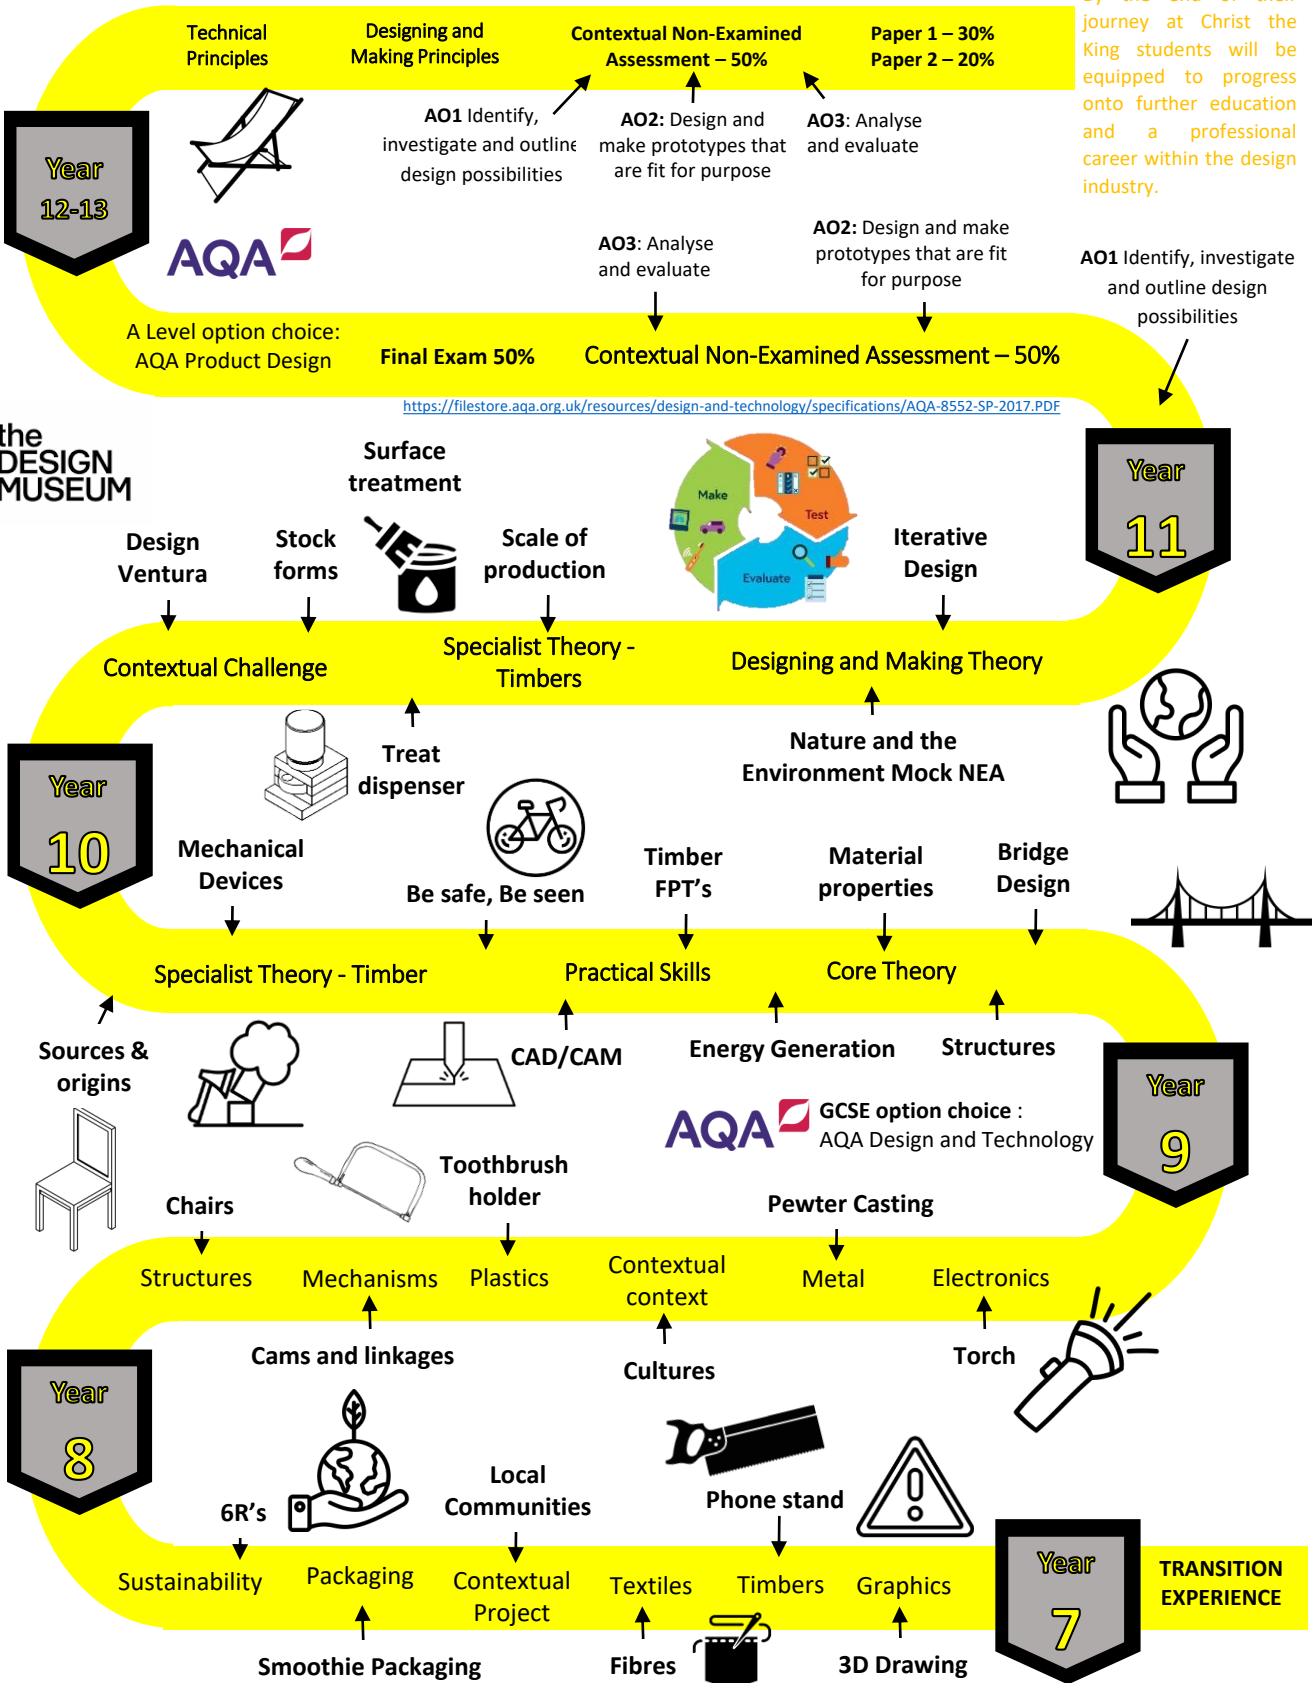 by the end of their
journey at Christ the
King students will be
equipped to progress
onto further education
and a professional
career within the design
industry.
Technical
Principles
Designing and
Making Principles
Contextual Non-Examined
Assessment – 50%
Paper 1 – 30%
Paper 2 – 20%
AO1 Identify,
investigate and outline
design possibilities
AO2: Design and
make prototypes that
are fit for purpose
AO3: Analyse
and evaluate
Year
12-13
AQA
AO3: Analyse
and evaluate
AO2: Design and make
prototypes that are fit
for purpose
AO1 Identify, investigate
and outline design
possibilities
A Level option choice:
AQA Product Design
Final Exam 50%
Contextual Non-Examined Assessment – 50%
https://filestore.aqa.org.uk/resources/design-and-technology/specifications/AQA-8552-SP-2017.PDF
the
DESIGN
MUSEUM
Year
11
Surface
treatment
Make
Test
Evaluate
Design
Ventura
Stock
forms
Scale of
production
Iterative
Design
Contextual Challenge
Specialist Theory -
Timbers
Designing and Making Theory
Treat
dispenser
Nature and the
Environment Mock NEA
Year
10
Mechanical
Devices
Be safe, Be seen
Timber
FPT's
Material
properties
Bridge
Design
Specialist Theory - Timber
Practical Skills
Core Theory
Sources &
origins
CAD/CAM
Energy Generation
Structures
AQA
GCSE option choice :
AQA Design and Technology
Year
9
Chairs
Toothbrush
holder
Pewter Casting
Structures
Mechanisms
Plastics
Contextual
context
Metal
Electronics
Cams and linkages
Cultures
Torch
Year
8
6R's
Local
Communities
Phone stand
Sustainability
Packaging
Contextual
Project
Textiles
Timbers
Graphics
Year
7
TRANSITION
EXPERIENCE
Smoothie Packaging
Fibres
3D Drawing